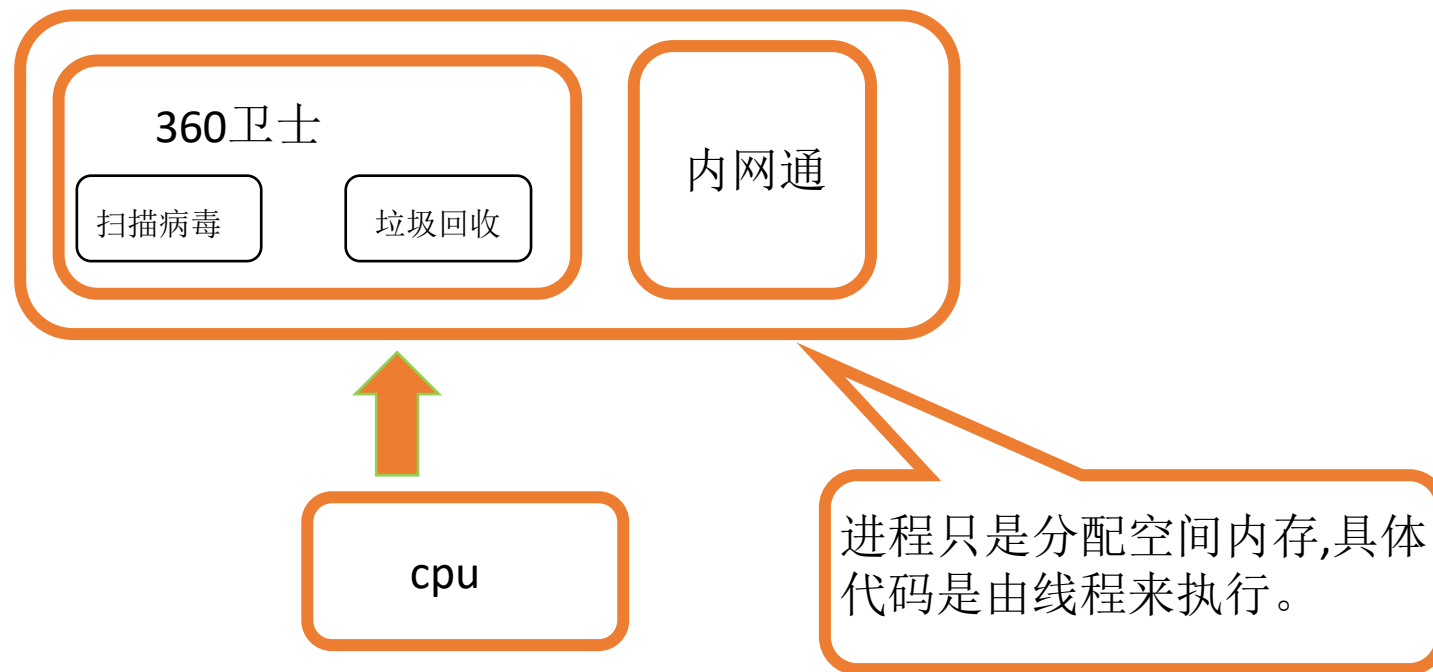 360卫士
内网通
扫描病毒
垃圾回收
cpu
进程只是分配空间内存,具体
代码是由线程来执行。